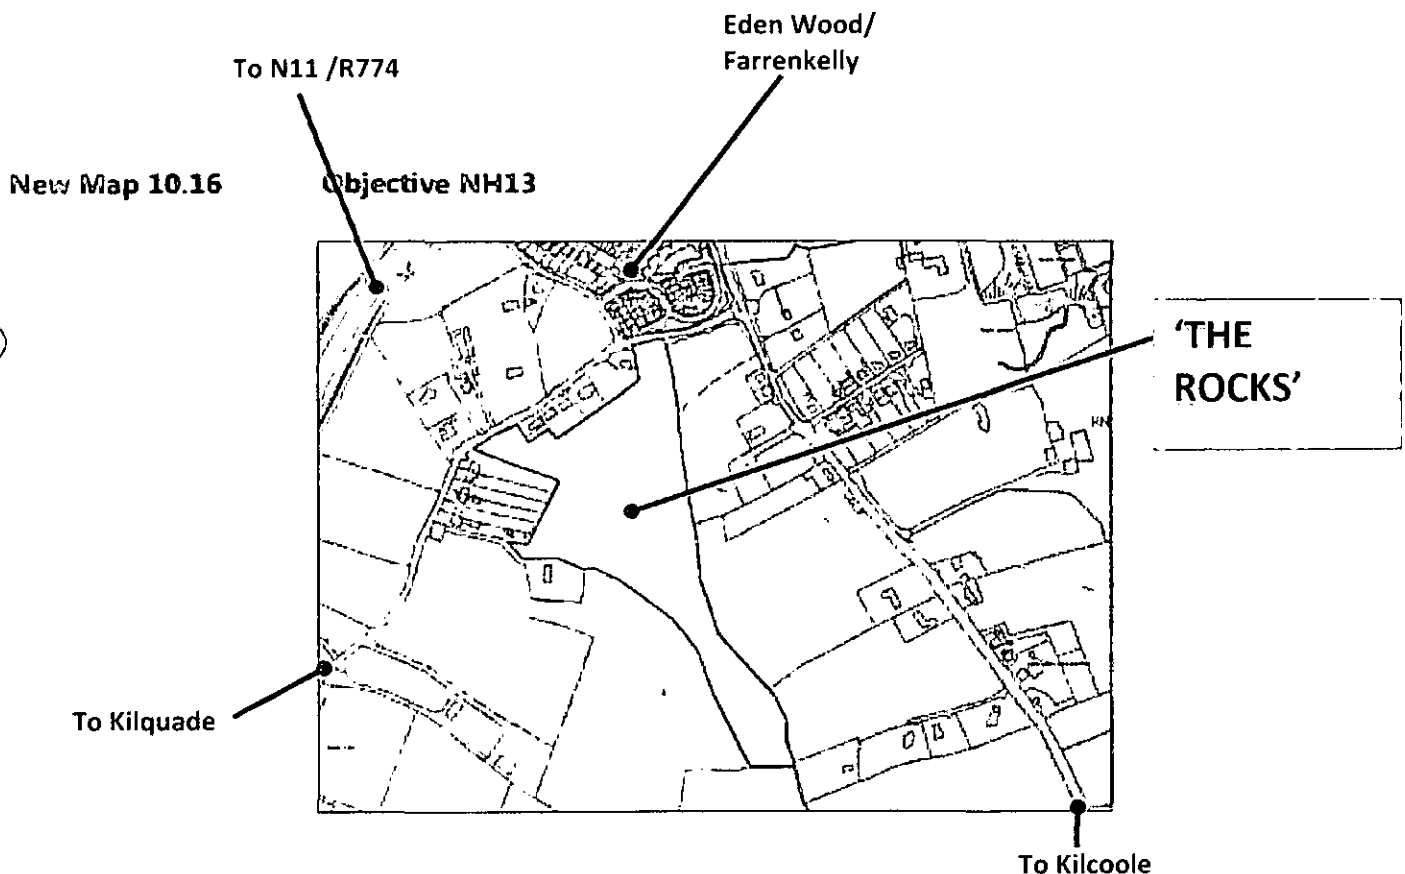 Eden Wood/
Farrenkelly
To N11 /R774
New Map 10.16 Objective NH13
'THE
ROCKS'
To Kilquade
To Kilcoole